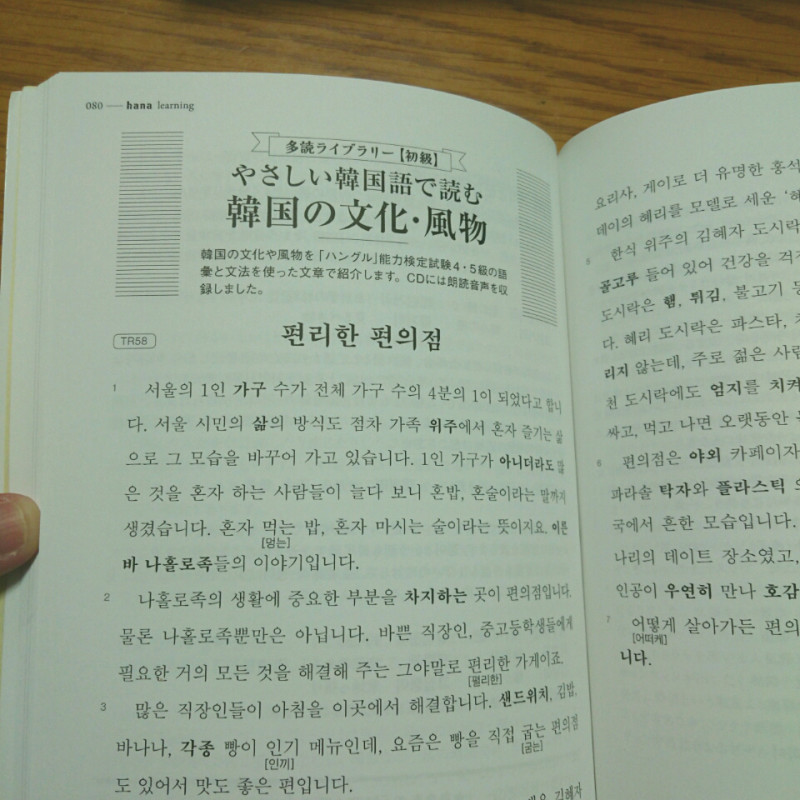 080 — hana learning
多読ライブラリー【初級】
やさしい韓国語で読む
韓国の文化・風物
韓国の文化や風物を「ハングル」能力検定試験4・5級の語
彙と文法を使った文章で紹介します。CDには朗読音声を収
録しました。
TR58
편리한 편의점
1 서울의 1인 가구 수가 전체 가구 수의 4분의 1이 되었다고 합니
다. 서울 시민의 삶의 방식도 점차 가족 위주에서 혼자 즐기는 삶
으로 그 모습을 바꾸어 가고 있습니다. 1인 가구가 아니더라도 많
은 것을 혼자 하는 사람들이 늘다 보니 혼밥, 혼술이라는 말까지
생겼습니다. 혼자 먹는 밥, 혼자 마시는 술이라는 뜻이지요. 이른
[멍는]
바 나홀로족들의 이야기입니다.
2 나홀로족의 생활에 중요한 부분을 차지하는 곳이 편의점입니다.
물론 나홀로족뿐만은 아닙니다. 바쁜 직장인, 중고등학생들에게
필요한 거의 모든 것을 해결해 주는 그야말로 편리한 가게이죠.
[펼리한]
3 많은 직장인들이 아침을 이곳에서 해결합니다. 샌드위치, 김밥,
바나나, 각종 빵이 인기 메뉴인데, 요즘은 빵을 직접 굽는 편의점
[인끼] [굼는]
도 있어서 맛도 좋은 편입니다.
김혜자
요리사, 게이로 더 유명한 홍석
데이의 혜리를 모델로 세운 '혜
5 한식 위주의 김혜자 도시락
골고루 들어 있어 건강을 걱
도시락은 햄, 튀김, 불고기 등
다. 혜리 도시락은 파스타,
리지 않는데, 주로 젊은 사람
천 도시락에도 엄지를 치켜
싸고, 먹고 나면 오랫동안
6 편의점은 야외 카페이자
파라솔 탁자와 플라스틱
국에서 흔한 모습입니다.
나리의 데이트 장소였고,
인공이 우연히 만나 호감
7 어떻게 살아가든 편의
[어떠케]
니다.